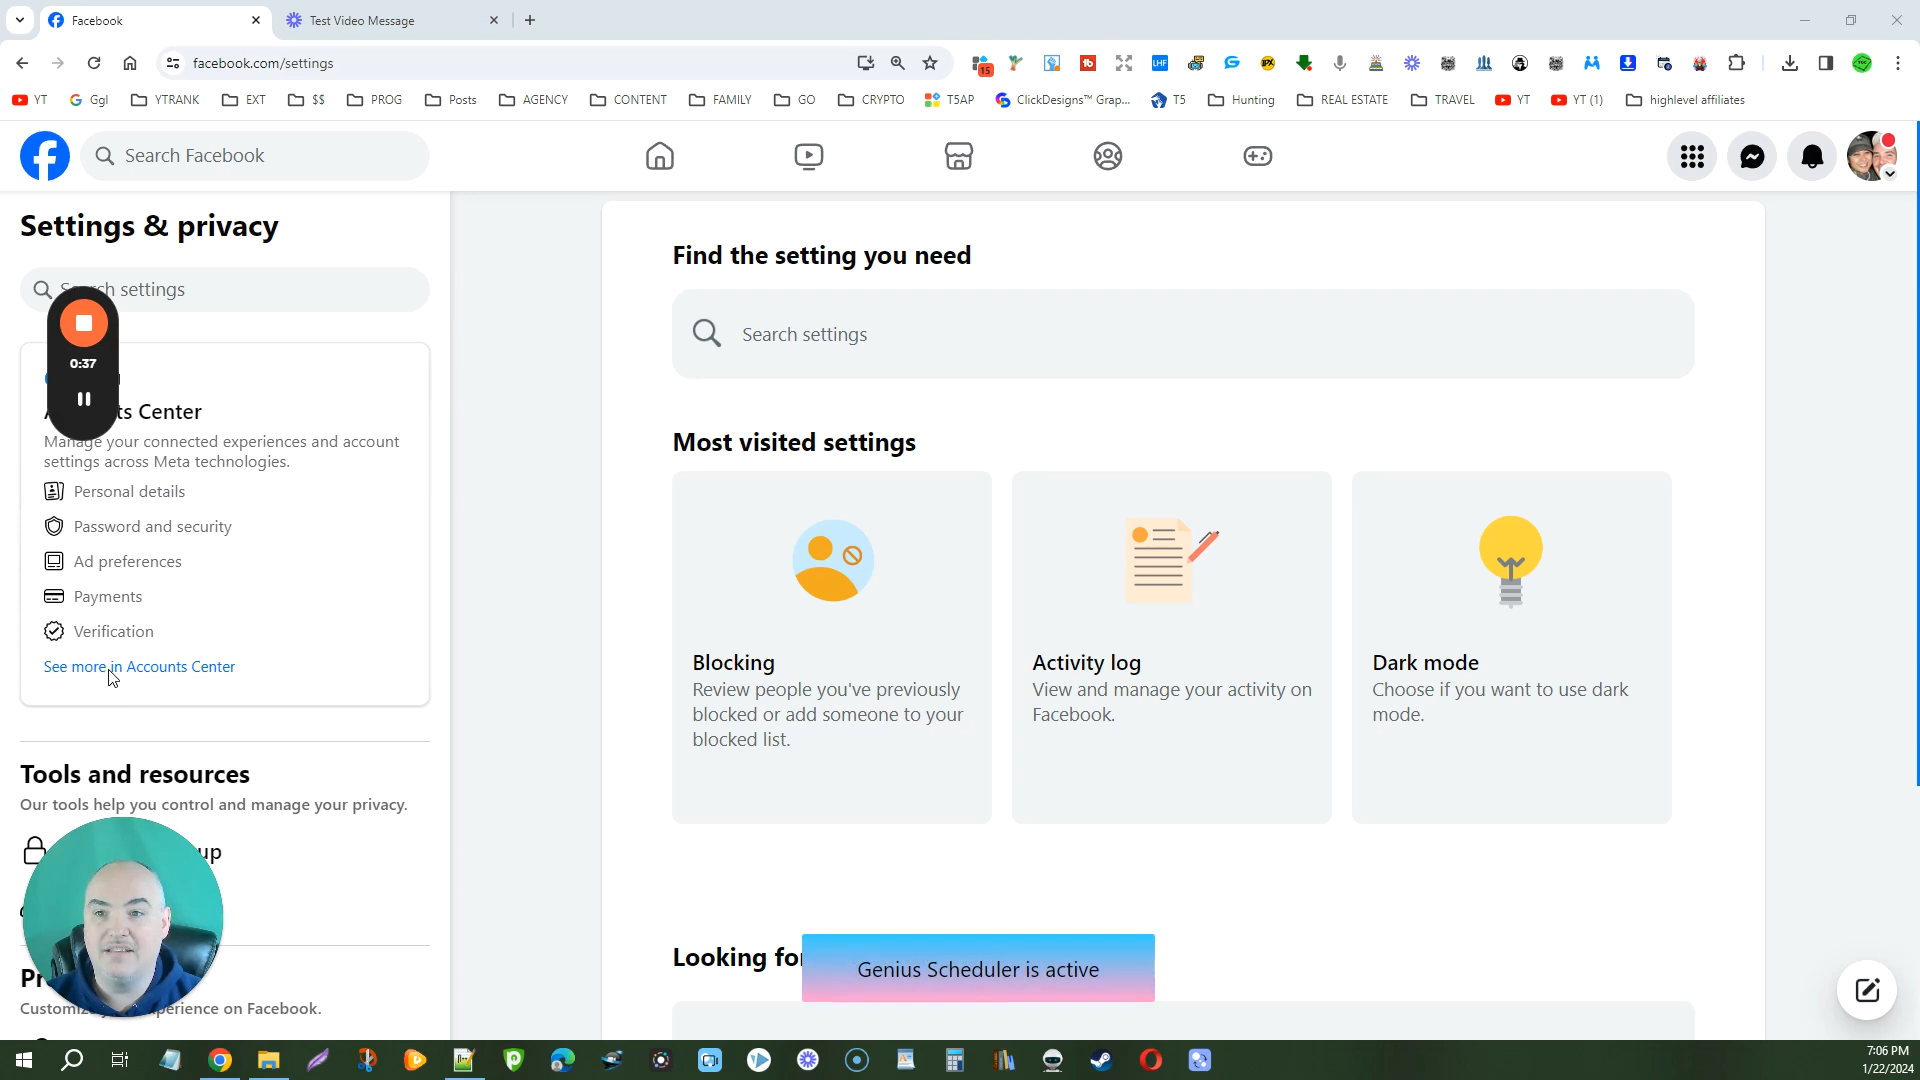 Facebook
Test Video Message
facebook.com/settings
15
YT
Ggl
YTRANK
EXT
$$
PROG
Posts
AGENCY
CONTENT
FAMILY
GO
CRYPTO
T5AP
ClickDesigns™ Grap...
T5
Hunting
REAL ESTATE
TRAVEL
YT
YT (1)
highlevel affiliates
Search Facebook
Settings & privacy
settings
0:37
Center
Manage your connected experiences and account
settings across Meta technologies.
Personal details
Password and security
Ad preferences
Payments
Verification
See more in Accounts Center
Tools and resources
Our tools help you control and manage your privacy.
up
on Facebook.
Find the setting you need
Search settings
Most visited settings
Blocking
Review people you've previously
blocked or add someone to your
blocked list.
Activity log
View and manage your activity on
Facebook.
Dark mode
Choose if you want to use dark
mode.
Looking for
Genius Scheduler is active
7:06 PM
1/22/2024